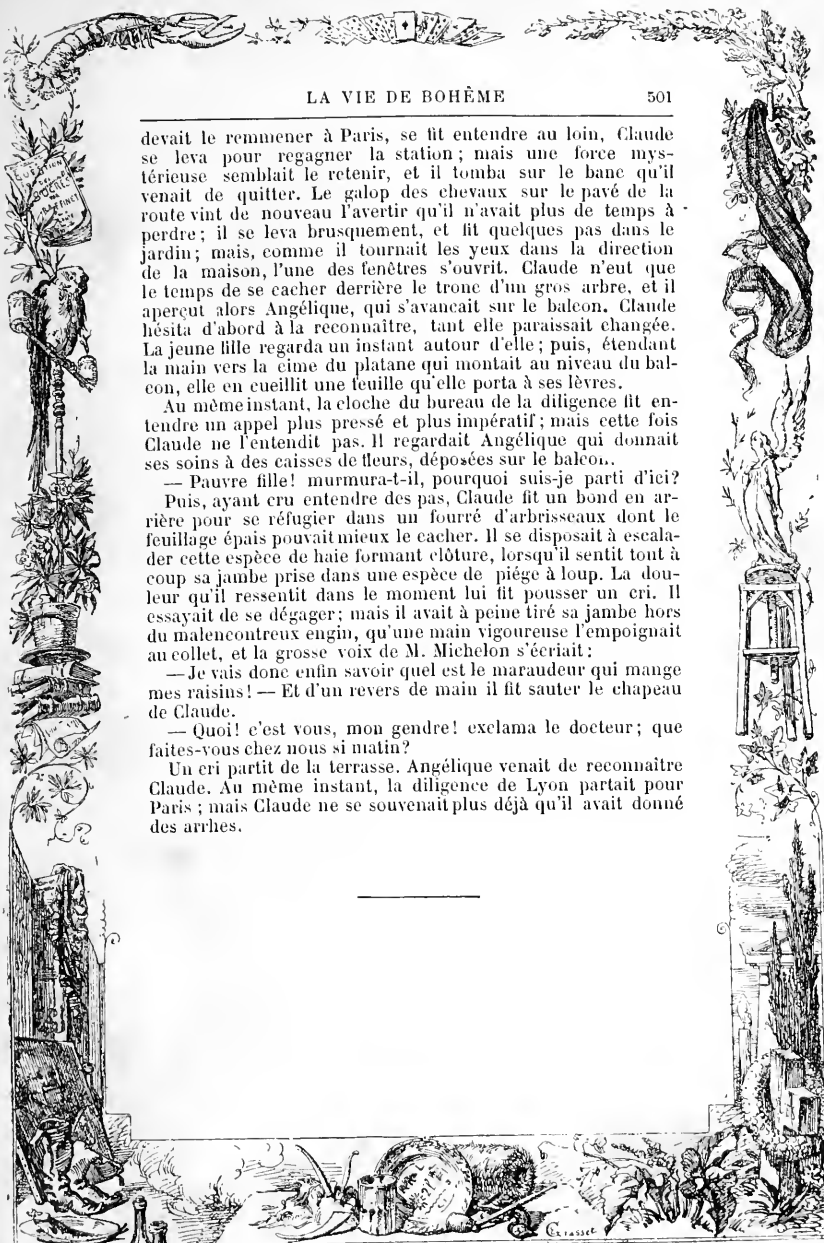 LA VIE DE BOHÊME 501
devait le remmener à Paris, se fit entendre au loin, Claude
se leva pour regagner la station ; mais une force mys-
térieuse semblait le retenir, et il tomba sur le banc qu'il
venait de quitter. Le galop des chevaux sur le pavé de la
route vint de nouveau l'avertir qu'il n'avait plus de temps à
perdre ; il se leva brusquement, et fit quelques pas dans le
jardin ; mais, comme il tournait les yeux dans la direction
de la maison, l'une des fenêtres s'ouvrit. Claude n'eut que
le temps de se cacher derrière le tronc d'un gros arbre, et il
aperçut alors Angélique, qui s'avancait sur le balcon. Claude
hésita d'abord à la reconnaître, tant elle paraissait changée.
La jeune fille regarda un instant autour d'elle ; puis, étendant
la main vers la cime du platane qui montait au niveau du bal-
con, elle en cueillit une feuille qu'elle porta à ses lèvres.
Au même instant, la cloche du bureau de la diligence fit en-
tendre un appel plus pressé et plus impératif ; mais cette fois
Claude ne l'entendit pas. Il regardait Angélique qui donnait
ses soins à des caisses de fleurs, déposées sur le balcon.
— Pauvre fille ! murmura-t-il, pourquoi suis-je parti d'ici ?
Puis, ayant cru entendre des pas, Claude fit un bond en ar-
rière pour se réfugier dans un fourré d'arbrisseaux dont le
feuillage épais pouvait mieux le cacher. Il se disposait à escala-
der cette espèce de haie formant clôture, lorsqu'il sentit tout à
coup sa jambe prise dans une espèce de piége à loup. La dou-
leur qu'il ressentit dans le moment lui fit pousser un cri. Il
essayait de se dégager ; mais il avait à peine tiré sa jambe hors
du malencontreux engin, qu'une main vigoureuse l'empoignait
au collet, et la grosse voix de M. Michelon s'écriait :
— Je vais donc enfin savoir quel est le maraudeur qui mange
mes raisins ! — Et d'un revers de main il fit sauter le chapeau
de Claude.
— Quoi ! c'est vous, mon gendre ! exclama le docteur ; que
faites-vous chez nous si matin ?
Un cri partit de la terrasse. Angélique venait de reconnaître
Claude. Au même instant, la diligence de Lyon partait pour
Paris ; mais Claude ne se souvenait plus déjà qu'il avait donné
des arrhes.
Grasset